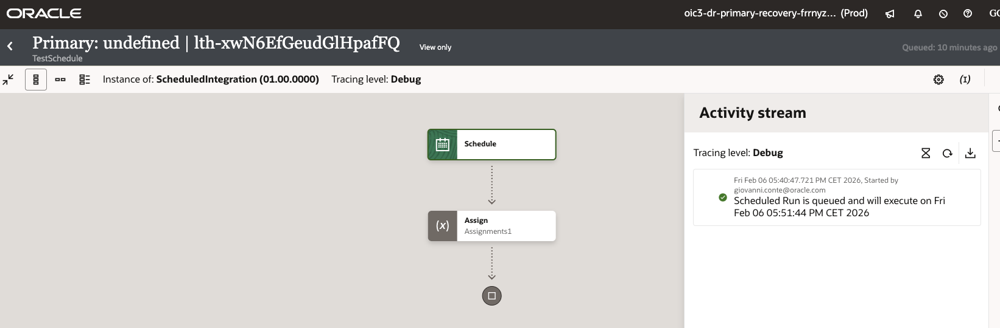 ORACLE
oic3-dr-primary-recovery-frrnyz... (Prod)
Primary: undefined | lth-xwN6EfGeudGlHpafFQ
View only
Queued: 10 minutes ago
TestSchedule
Instance of: ScheduledIntegration (01.00.0000)
Tracing level: Debug
Activity stream
Schedule
Tracing level: Debug
Fri Feb 06 05:40:47.721 PM CET 2026, Started by
giovanni.conte@oracle.com
Scheduled Run is queued and will execute on Fri
Feb 06 05:51:44 PM CET 2026
(x)
Assign
Assignments1